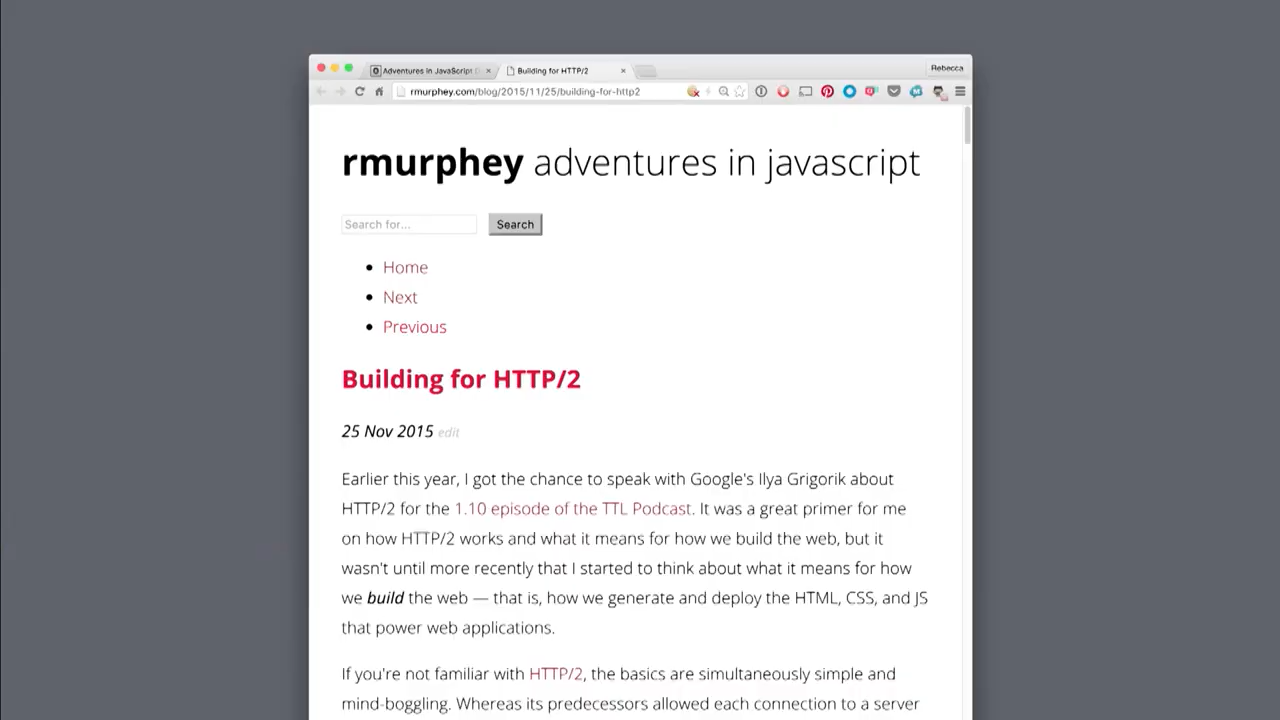 Adventures in JavaScript D
Building for HTTP/2
Rebecca
rmurphey.com/blog/2015/11/25/building-for-http2
rmurphey adventures in javascript
Search for...
Search
Home
Next
Previous
Building for HTTP/2
25 Nov 2015 edit
Earlier this year, I got the chance to speak with Google's Ilya Grigorik about
HTTP/2 for the 1.10 episode of the TTL Podcast. It was a great primer for me
on how HTTP/2 works and what it means for how we build the web, but it
wasn't until more recently that I started to think about what it means for how
we build the web — that is, how we generate and deploy the HTML, CSS, and JS
that power web applications.
If you're not familiar with HTTP/2, the basics are simultaneously simple and
mind-boggling. Whereas its predecessors allowed each connection to a server